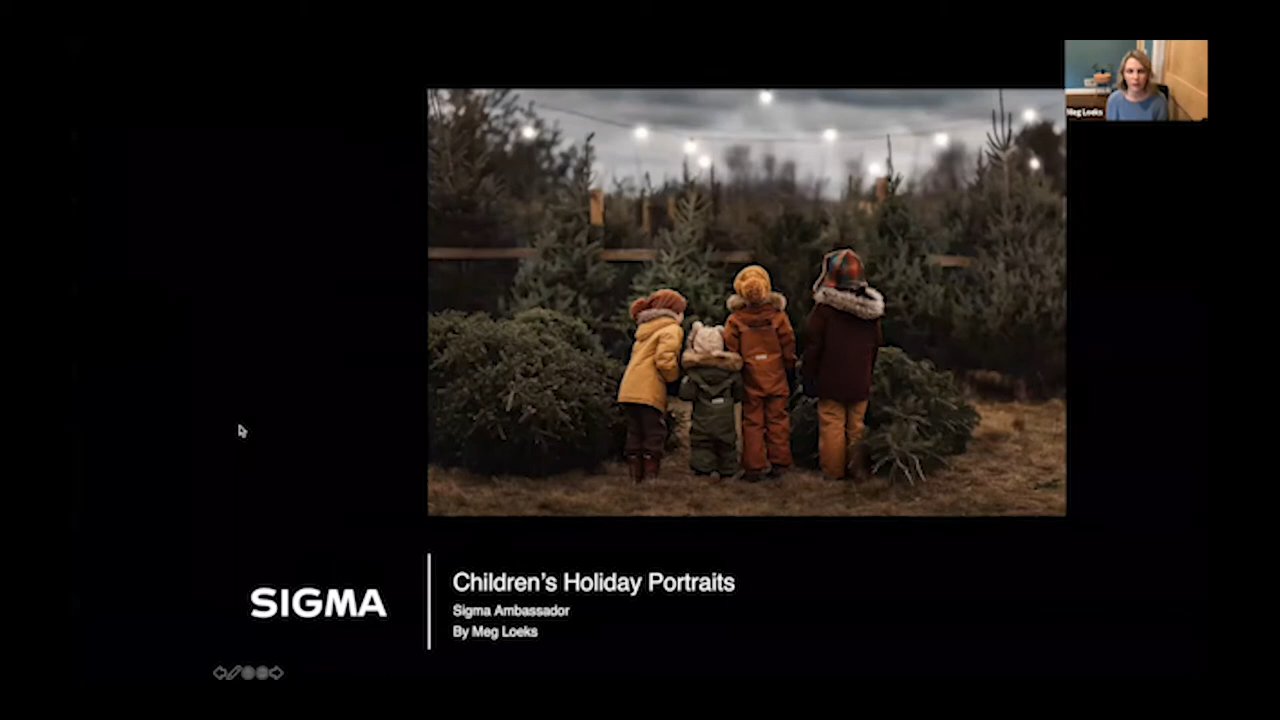 Meg Loeks
SIGMA
Children's Holiday Portraits
Sigma Ambassador
By Meg Loeks